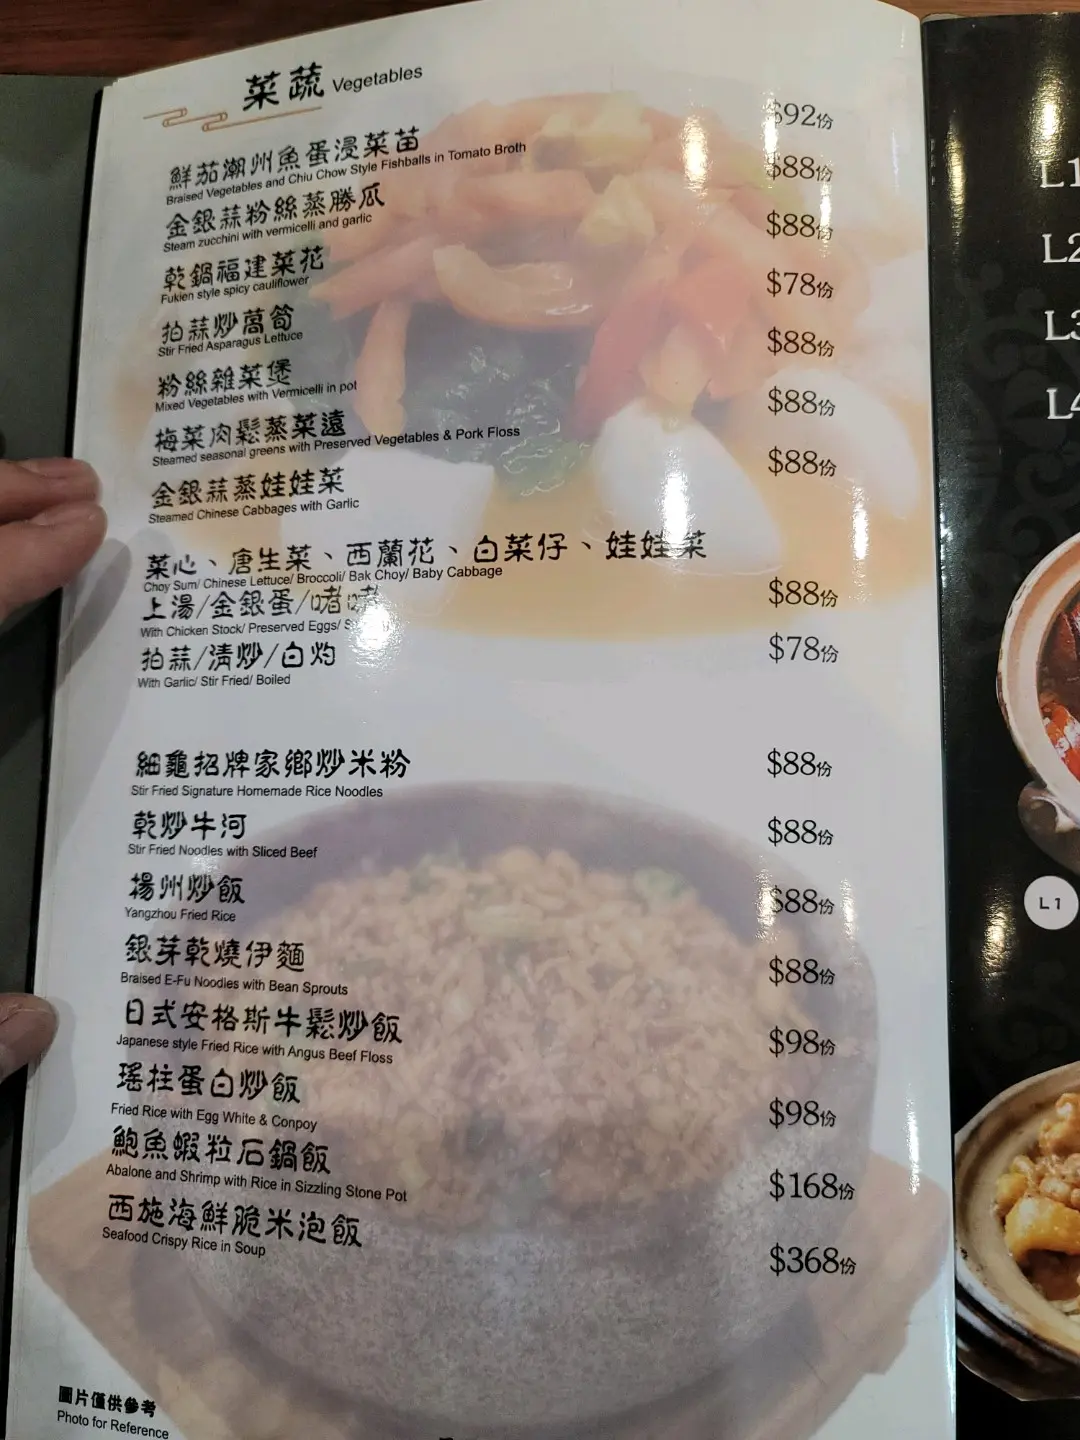 菜蔬 Vegetables
鮮茄潮州魚蛋浸菜苗 $92份
Braised Vegetables and Chiu Chow Style Fishballs in Tomato Broth
金銀蒜粉絲蒸勝瓜 $88份
Steam zucchini with vermicelli and garlic
乾鍋福建菜花 $88份
Fukien style spicy cauliflower
拍蒜炒萵筍 $78份
Stir Fried Asparagus Lettuce
粉絲雜菜煲 $88份
Mixed Vegetables with Vermicelli in pot
梅菜肉鬆蒸菜遠 $88份
Steamed seasonal greens with Preserved Vegetables & Pork Floss
金銀蒜蒸娃娃菜 $88份
Steamed Chinese Cabbages with Garlic
菜心、唐生菜、西蘭花、白菜仔、娃娃菜
Choy Sum/ Chinese Lettuce/ Broccoli/ Bak Choy/ Baby Cabbage
上湯/金銀蛋/啫啫 $88份
With Chicken Stock/ Preserved Eggs/
拍蒜/清炒/白灼 $78份
With Garlic/ Stir Fried/ Boiled
細龜招牌家鄉炒米粉 $88份
Stir Fried Signature Homemade Rice Noodles
乾炒牛河 $88份
Stir Fried Noodles with Sliced Beef
揚州炒飯 $88份
Yangzhou Fried Rice
銀芽乾燒伊麵 $88份
Braised E-Fu Noodles with Bean Sprouts
日式安格斯牛鬆炒飯 $98份
Japanese style Fried Rice with Angus Beef Floss
瑤柱蛋白炒飯 $98份
Fried Rice with Egg White & Conpoy
鮑魚蝦粒石鍋飯 $168份
Abalone and Shrimp with Rice in Sizzling Stone Pot
西施海鮮脆米泡飯 $368份
Seafood Crispy Rice in Soup
圖片僅供參考
Photo for Reference
L1
L2
L3
L4
L1